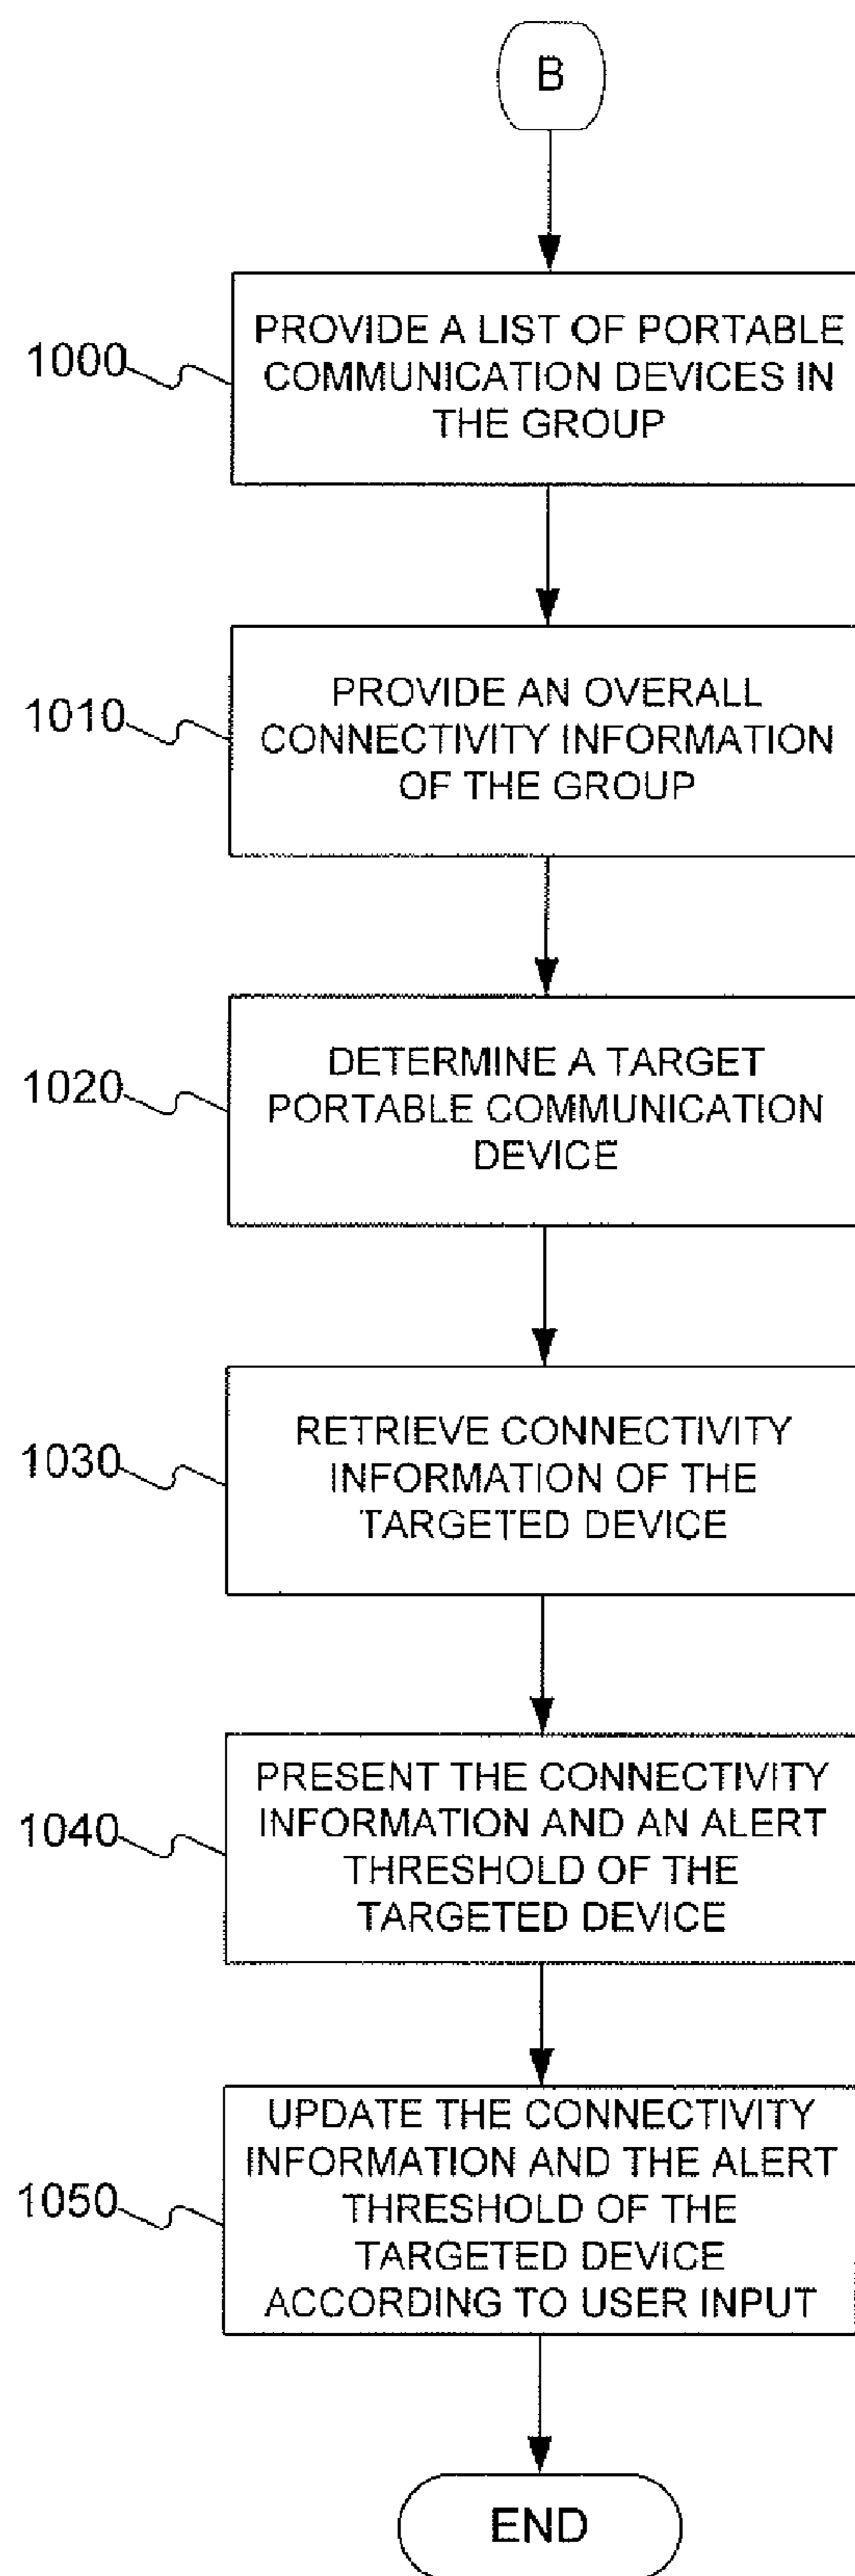 B
1000
PROVIDE A LIST OF PORTABLE
COMMUNICATION DEVICES IN
THE GROUP
1010
PROVIDE AN OVERALL
CONNECTIVITY INFORMATION
OF THE GROUP
1020
DETERMINE A TARGET
PORTABLE COMMUNICATION
DEVICE
1030
RETRIEVE CONNECTIVITY
INFORMATION OF THE
TARGETED DEVICE
1040
PRESENT THE CONNECTIVITY
INFORMATION AND AN ALERT
THRESHOLD OF THE
TARGETED DEVICE
1050
UPDATE THE CONNECTIVITY
INFORMATION AND THE ALERT
THRESHOLD OF THE
TARGETED DEVICE
ACCORDING TO USER INPUT
END